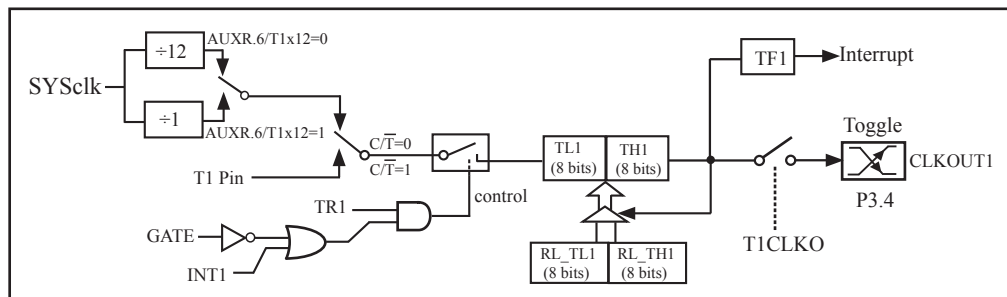 ÷12
AUXR.6/T1x12=0
SYSclk
÷1
AUXR.6/T1x12=1
T1 Pin
C/T̅=0
C/T̅=1
control
TR1
GATE
INT1
TL1
(8 bits)
TH1
(8 bits)
RL_TL1
(8 bits)
RL_TH1
(8 bits)
TF1
Interrupt
Toggle
CLKOUT1
P3.4
T1CLKO